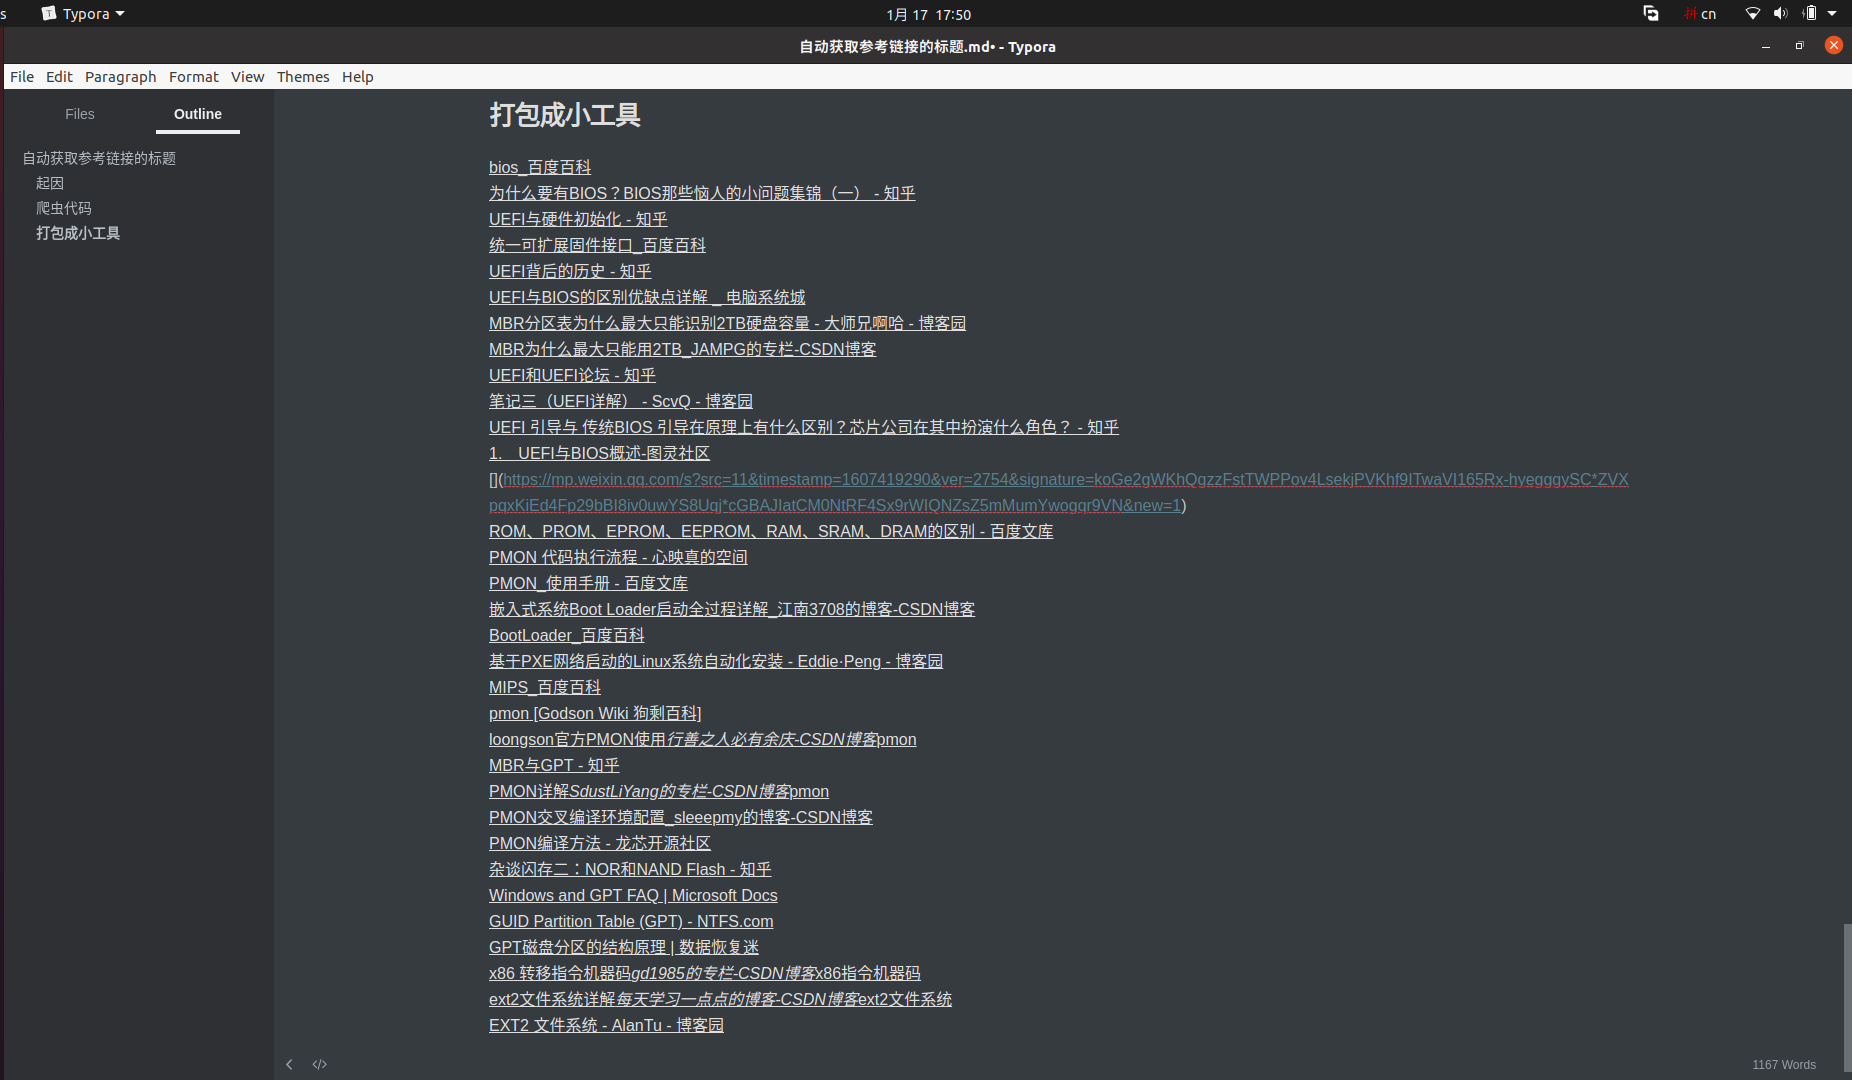 s
Typora
1月 17 17:50
拼 cn
自动获取参考链接的标题.md• - Typora
File Edit Paragraph Format View Themes Help
Files Outline
自动获取参考链接的标题
起因
爬虫代码
打包成小工具
打包成小工具
bios_百度百科
为什么要有BIOS？BIOS那些恼人的小问题集锦（一） - 知乎
UEFI与硬件初始化 - 知乎
统一可扩展固件接口_百度百科
UEFI背后的历史 - 知乎
UEFI与BIOS的区别优缺点详解 _ 电脑系统城
MBR分区表为什么最大只能识别2TB硬盘容量 - 大师兄啊哈 - 博客园
MBR为什么最大只能用2TB_JAMPG的专栏-CSDN博客
UEFI和UEFI论坛 - 知乎
笔记三（UEFI详解） - ScvQ - 博客园
UEFI 引导与 传统BIOS 引导在原理上有什么区别？芯片公司在其中扮演什么角色？ - 知乎
1. UEFI与BIOS概述-图灵社区
[](https://mp.weixin.qq.com/s?src=11&timestamp=1607419290&ver=2754&signature=koGe2gWKhQgzzFstTWPPov4LsekjPVKhf9ITwaVI165Rx-hyegggySC*ZVX
pqxKiEd4Fp29bBI8iv0uwYS8Uqj*cGBAJIatCM0NtRF4Sx9rWIQNZsZ5mMumYwogqr9VN&new=1)
ROM、PROM、EPROM、EEPROM、RAM、SRAM、DRAM的区别 - 百度文库
PMON 代码执行流程 - 心映真的空间
PMON_使用手册 - 百度文库
嵌入式系统Boot Loader启动全过程详解_江南3708的博客-CSDN博客
BootLoader_百度百科
基于PXE网络启动的Linux系统自动化安装 - Eddie·Peng - 博客园
MIPS_百度百科
pmon [Godson Wiki 狗剩百科]
loongson官方PMON使用行善之人必有余庆-CSDN博客pmon
MBR与GPT - 知乎
PMON详解SdustLiYang的专栏-CSDN博客pmon
PMON交叉编译环境配置_sleeepmy的博客-CSDN博客
PMON编译方法 - 龙芯开源社区
杂谈闪存二：NOR和NAND Flash - 知乎
Windows and GPT FAQ | Microsoft Docs
GUID Partition Table (GPT) - NTFS.com
GPT磁盘分区的结构原理 | 数据恢复迷
x86 转移指令机器码gd1985的专栏-CSDN博客x86指令机器码
ext2文件系统详解每天学习一点点的博客-CSDN博客ext2文件系统
EXT2 文件系统 - AlanTu - 博客园
1167 Words